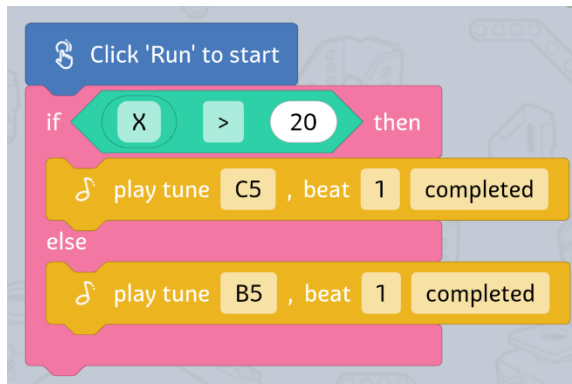 Click 'Run' to start
if X > 20 then
play tune C5 , beat 1 completed
else
play tune B5 , beat 1 completed